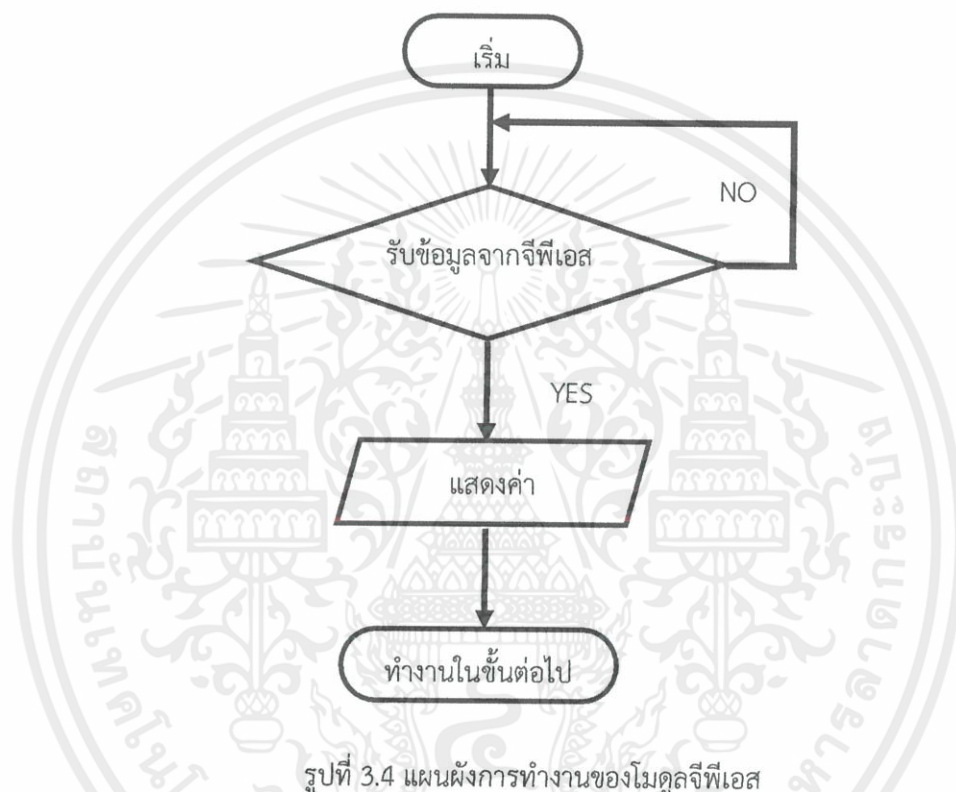 เริ่ม
NO
รับข้อมูลจากจีพีเอส
YES
แสดงค่า
ทำงานในขั้นต่อไป
รูปที่ 3.4 แผนผังการทำงานของโมดูลจีพีเอส